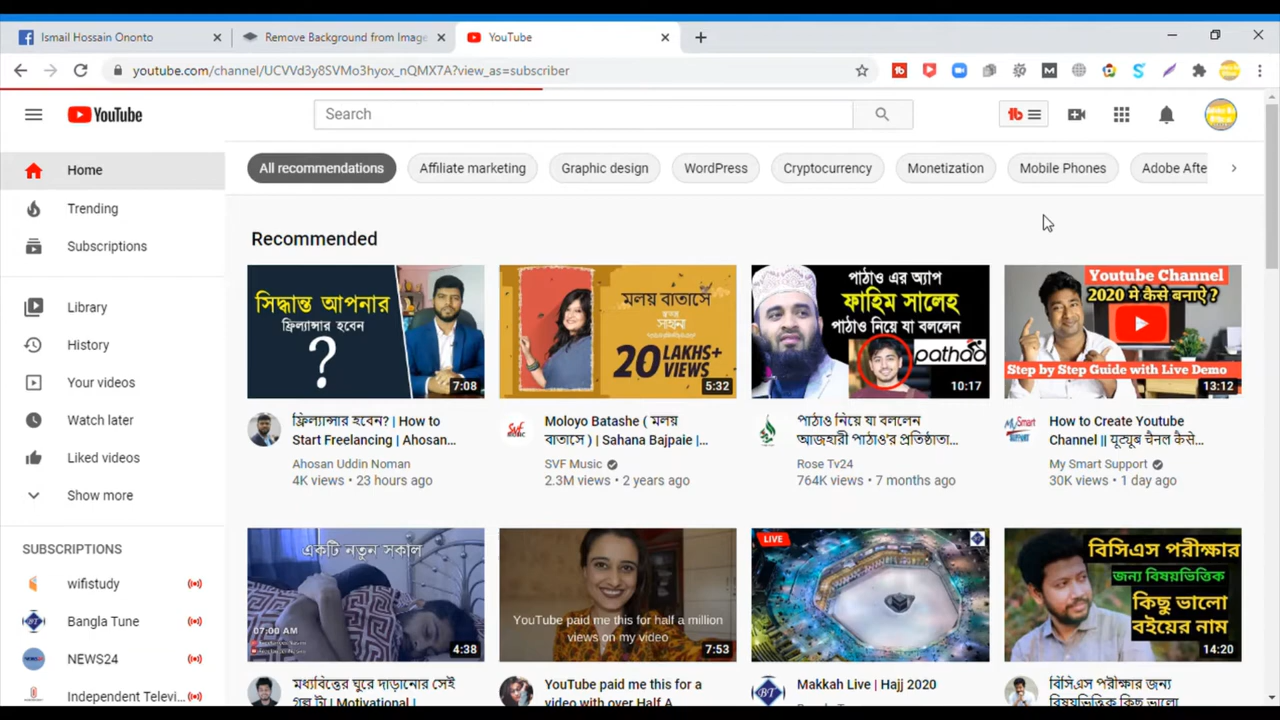 Ismail Hossain Ononto
Remove Background from Image
YouTube
youtube.com/channel/UCVVd3y8SVMo3hyox_nQMX7A?view_as=subscriber
YouTube
Search
Home
Trending
Subscriptions
Library
History
Your videos
Watch later
Liked videos
Show more
SUBSCRIPTIONS
wifistudy
Bangla Tune
NEWS24
Independent Televi...
All recommendations
Affiliate marketing
Graphic design
WordPress
Cryptocurrency
Monetization
Mobile Phones
Adobe Afte
Recommended
সিদ্ধান্ত আপনার
ফ্রিল্যান্সার হবেন
?
7:08
ফ্রিল্যান্সার হবেন? | How to
Start Freelancing | Ahosan...
Ahosan Uddin Noman
4K views • 23 hours ago
মলয় বাতাসে
সাহানা
20 LAKHS+
VIEWS
5:32
SVF
MUSIC
Moloyo Batashe ( মলয়
বাতাসে ) | Sahana Bajpaie |...
SVF Music
2.3M views • 2 years ago
পাঠাও এর অ্যাপ
ফাহিম সালেহ
পাঠাও নিয়ে যা বললেন
pathao
10:17
পাঠাও নিয়ে যা বললেন
আজহারী পাঠাও'র প্রতিষ্ঠাতা...
Rose Tv24
764K views • 7 months ago
Youtube Channel
2020 मे कैसे बनाऐ ?
Step by Step Guide with Live Demo
13:12
My Smart
SUPPORT
How to Create Youtube
Channel || यूट्यूब चैनल कैसे...
My Smart Support
30K views • 1 day ago
একটি নতুন সকাল
07:00 AM
4:38
মধ্যবিত্তের ঘুরে দাড়ানোর সেই
গল্প টা | Motivational |
YouTube paid me this for half a million
views on my video
7:53
YouTube paid me this for a
video with over Half A
LIVE
Makkah Live | Hajj 2020
বিসিএস পরীক্ষার
জন্য বিষয়ভিত্তিক
কিছু ভালো
বইয়ের নাম
14:20
বিসিএস পরীক্ষার জন্য
বিষয়ভিত্তিক কিছু ভালো